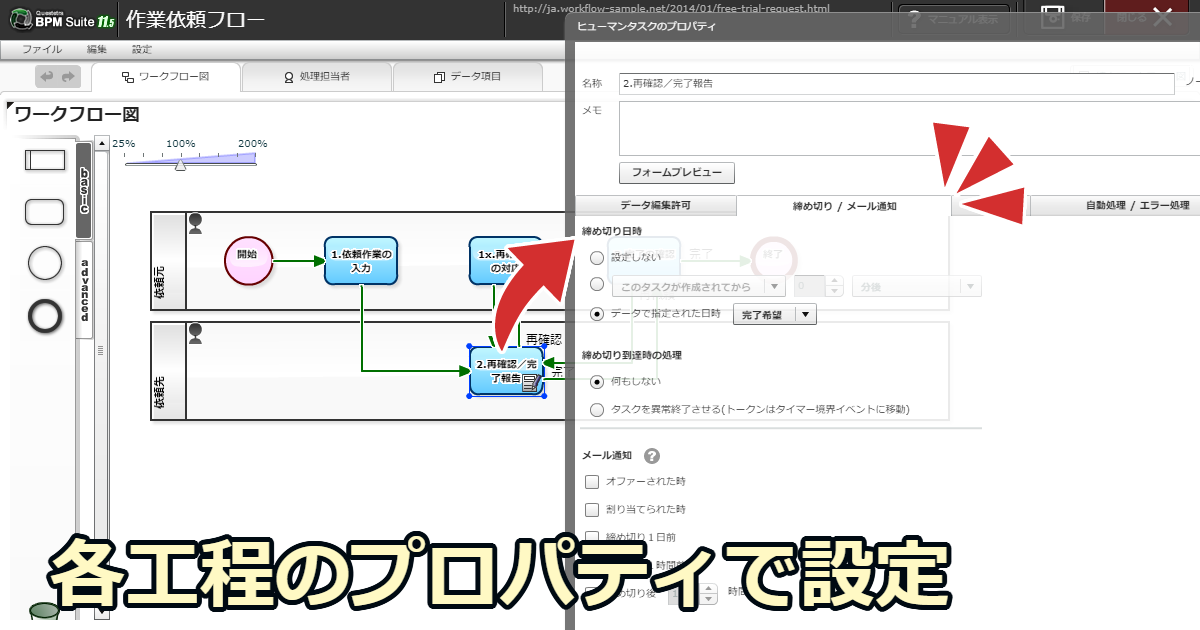 Questetra
BPM Suite 11.5
作業依頼フロー
http://ja.workflow-sample.net/2014/01/free-trial-request.html
? マニュアル表示
保存
閉じる
ヒューマンタスクのプロパティ
ファイル
編集
設定
ワークフロー図
処理担当者
データ項目
ワークフロー図
basic
advanced
25%
100%
200%
依頼元
開始
1.依頼作業の
入力
1x.再確
の対応
依頼先
再確認
2.再確認／完
了報告
完了
名称
2.再確認／完了報告
メモ
フォームプレビュー
データ編集許可
締め切り / メール通知
自動処理 / エラー処理
締め切り日時
設定しない
完了
終了
このタスクが作成されてから
0
分後
データで指定された日時
完了希望
締め切り到達時の処理
何もしない
タスクを異常終了させる(トークンはタイマー境界イベントに移動)
メール通知
?
オファーされた時
割り当てられた時
締め切り１日前
時間
各工程のプロパティで設定